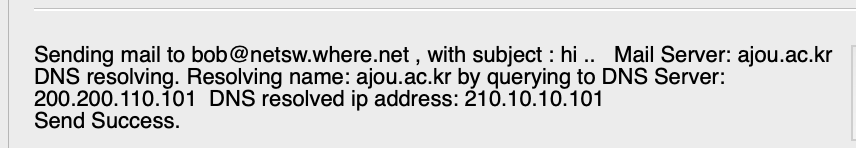 Sending mail to bob@netsw.where.net , with subject : hi ..   Mail Server: ajou.ac.kr
DNS resolving. Resolving name: ajou.ac.kr by querying to DNS Server:
200.200.110.101  DNS resolved ip address: 210.10.10.101
Send Success.